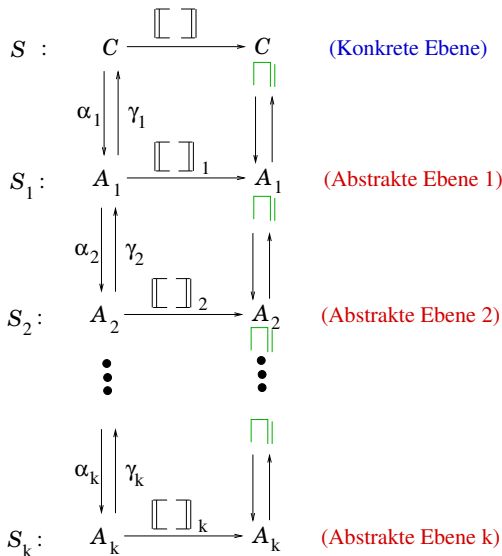 ⟦ ⟧
S : C C (Konkrete Ebene)
α1 γ1
⟦ ⟧1
S1 : A1 A1 (Abstrakte Ebene 1)
α2 γ2
⟦ ⟧2
S2 : A2 A2 (Abstrakte Ebene 2)
αk γk
⟦ ⟧k
Sk : Ak Ak (Abstrakte Ebene k)